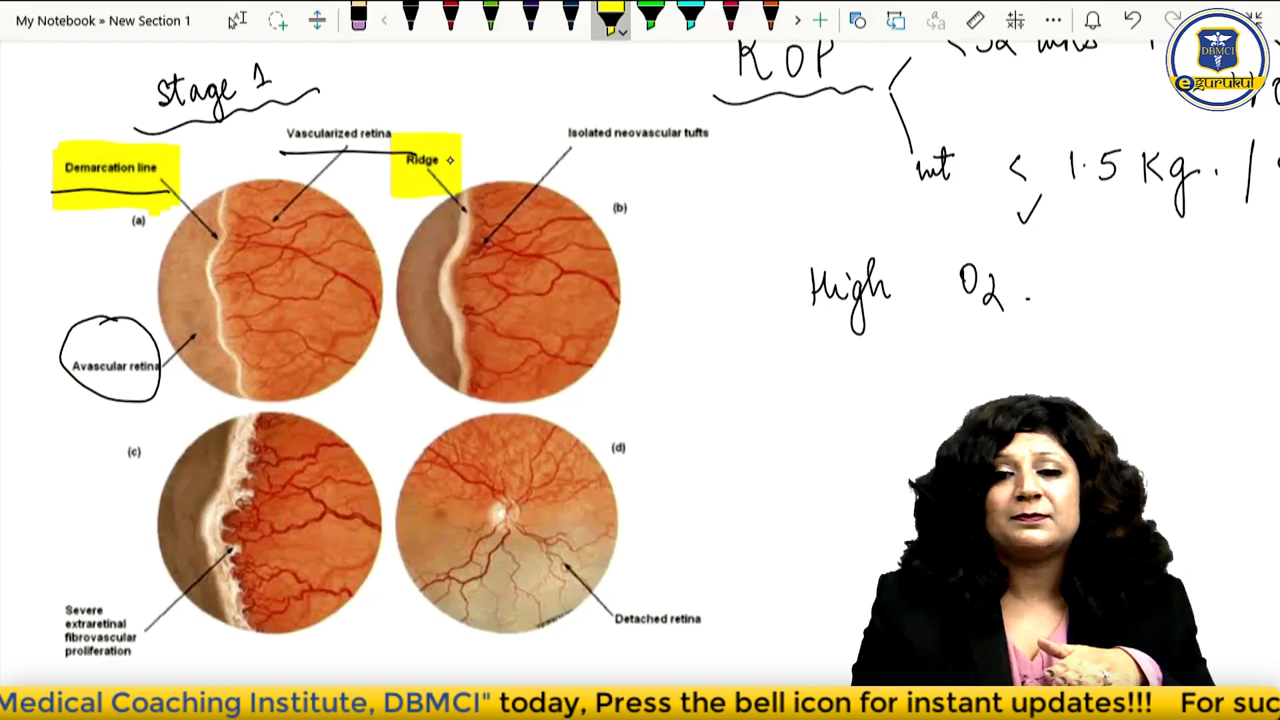 My Notebook » New Section 1
DBMCI
e gurukul
Stage 1
ROP
Vascularized retina
Isolated neovascular tufts
Demarcation line
Ridge
wt < 1.5 Kg. /
(a)
(b)
High O2.
Avascular retina
(c)
(d)
Severe
extraretinal
fibrovascular
proliferation
Detached retina
Medical Coaching Institute, DBMCI" today, Press the bell icon for instant updates!!! For suc